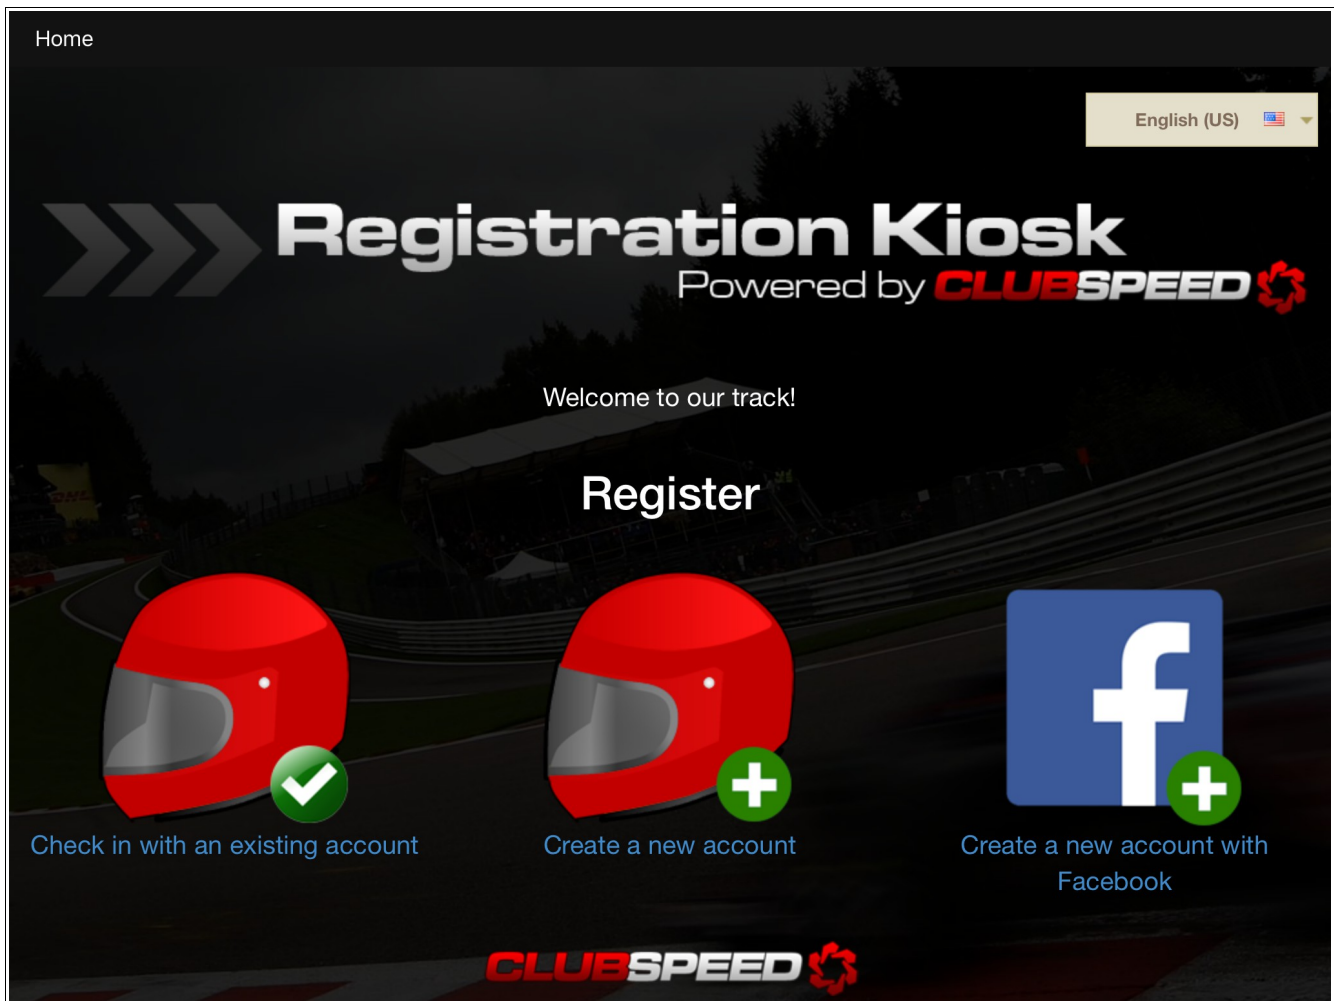 Home
English (US)
Registration Kiosk
Powered by CLUBSPEED
Welcome to our track!
Register
Check in with an existing account
Create a new account
Create a new account with
Facebook
CLUBSPEED